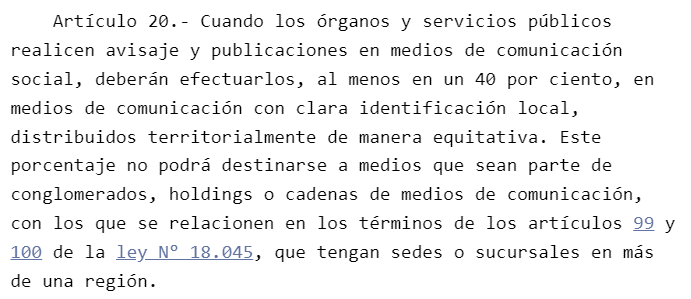 Artículo 20.- Cuando los órganos y servicios públicos
realicen avisaje y publicaciones en medios de comunicación
social, deberán efectuarlos, al menos en un 40 por ciento, en
medios de comunicación con clara identificación local,
distribuidos territorialmente de manera equitativa. Este
porcentaje no podrá destinarse a medios que sean parte de
conglomerados, holdings o cadenas de medios de comunicación,
con los que se relacionen en los términos de los artículos 99 y
100 de la ley N° 18.045, que tengan sedes o sucursales en más
de una región.